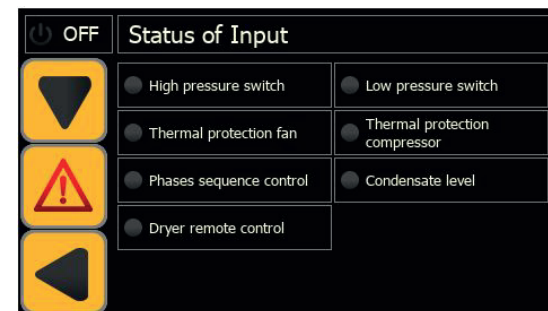 OFF
Status of Input
High pressure switch
Low pressure switch
Thermal protection fan
Thermal protection
compressor
Phases sequence control
Condensate level
Dryer remote control